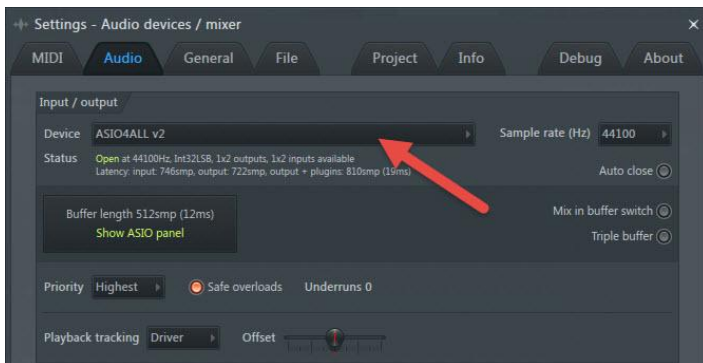 Settings - Audio devices / mixer
MIDI Audio General File Project Info Debug About
Input / output
Device ASIO4ALL v2 Sample rate (Hz) 44100
Status Open at 44100Hz, Int32LSB, 1x2 outputs, 1x2 inputs available
Latency: input: 746smp, output: 722smp, output + plugins: 810smp (19ms)
Auto close
Buffer length 512smp (12ms)
Show ASIO panel
Mix in buffer switch
Triple buffer
Priority Highest Safe overloads Underruns 0
Playback tracking Driver Offset